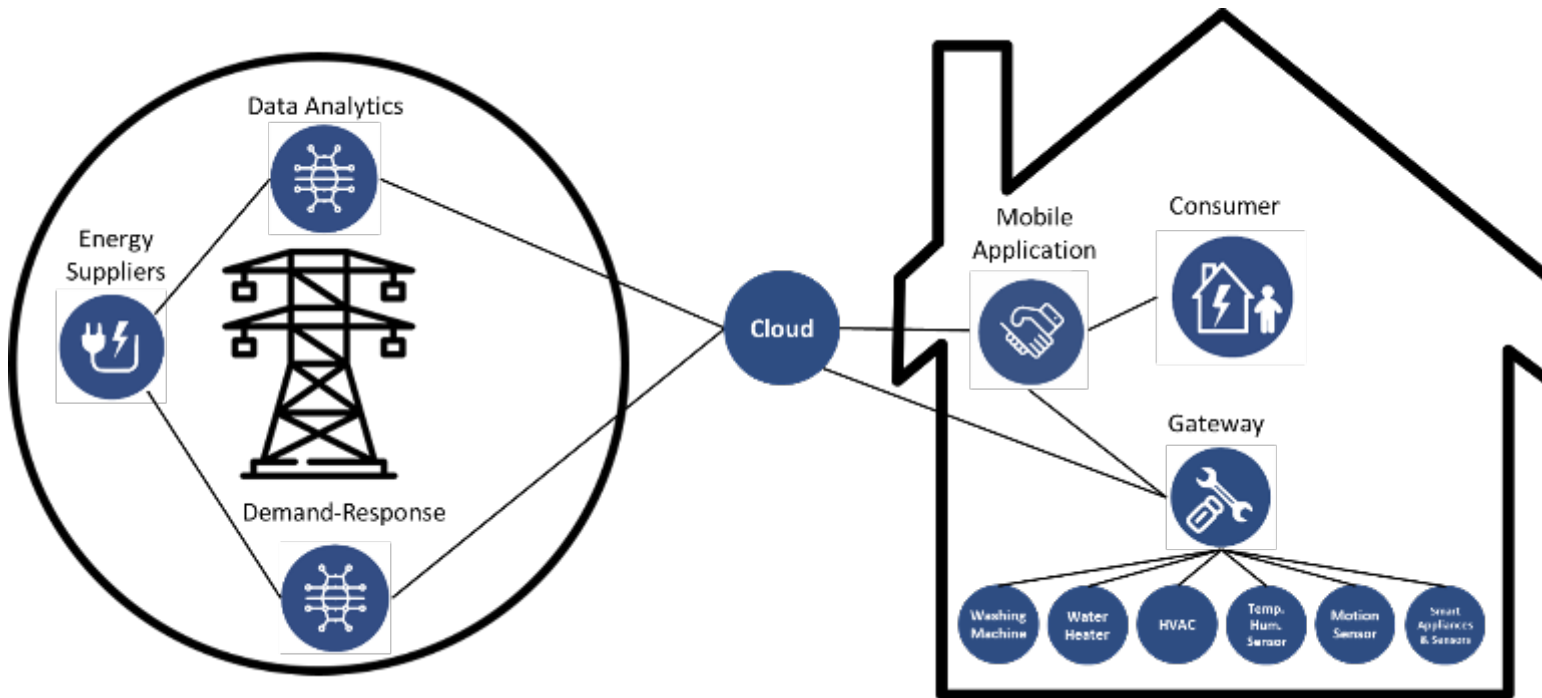 Data Analytics
Energy
Suppliers
Demand-Response
Cloud
Mobile
Application
Consumer
Gateway
Washing
Machine
Water
Heater
HVAC
Temp.
Hum.
Sensor
Motion
Sensor
Smart
Appliances
& Sensors